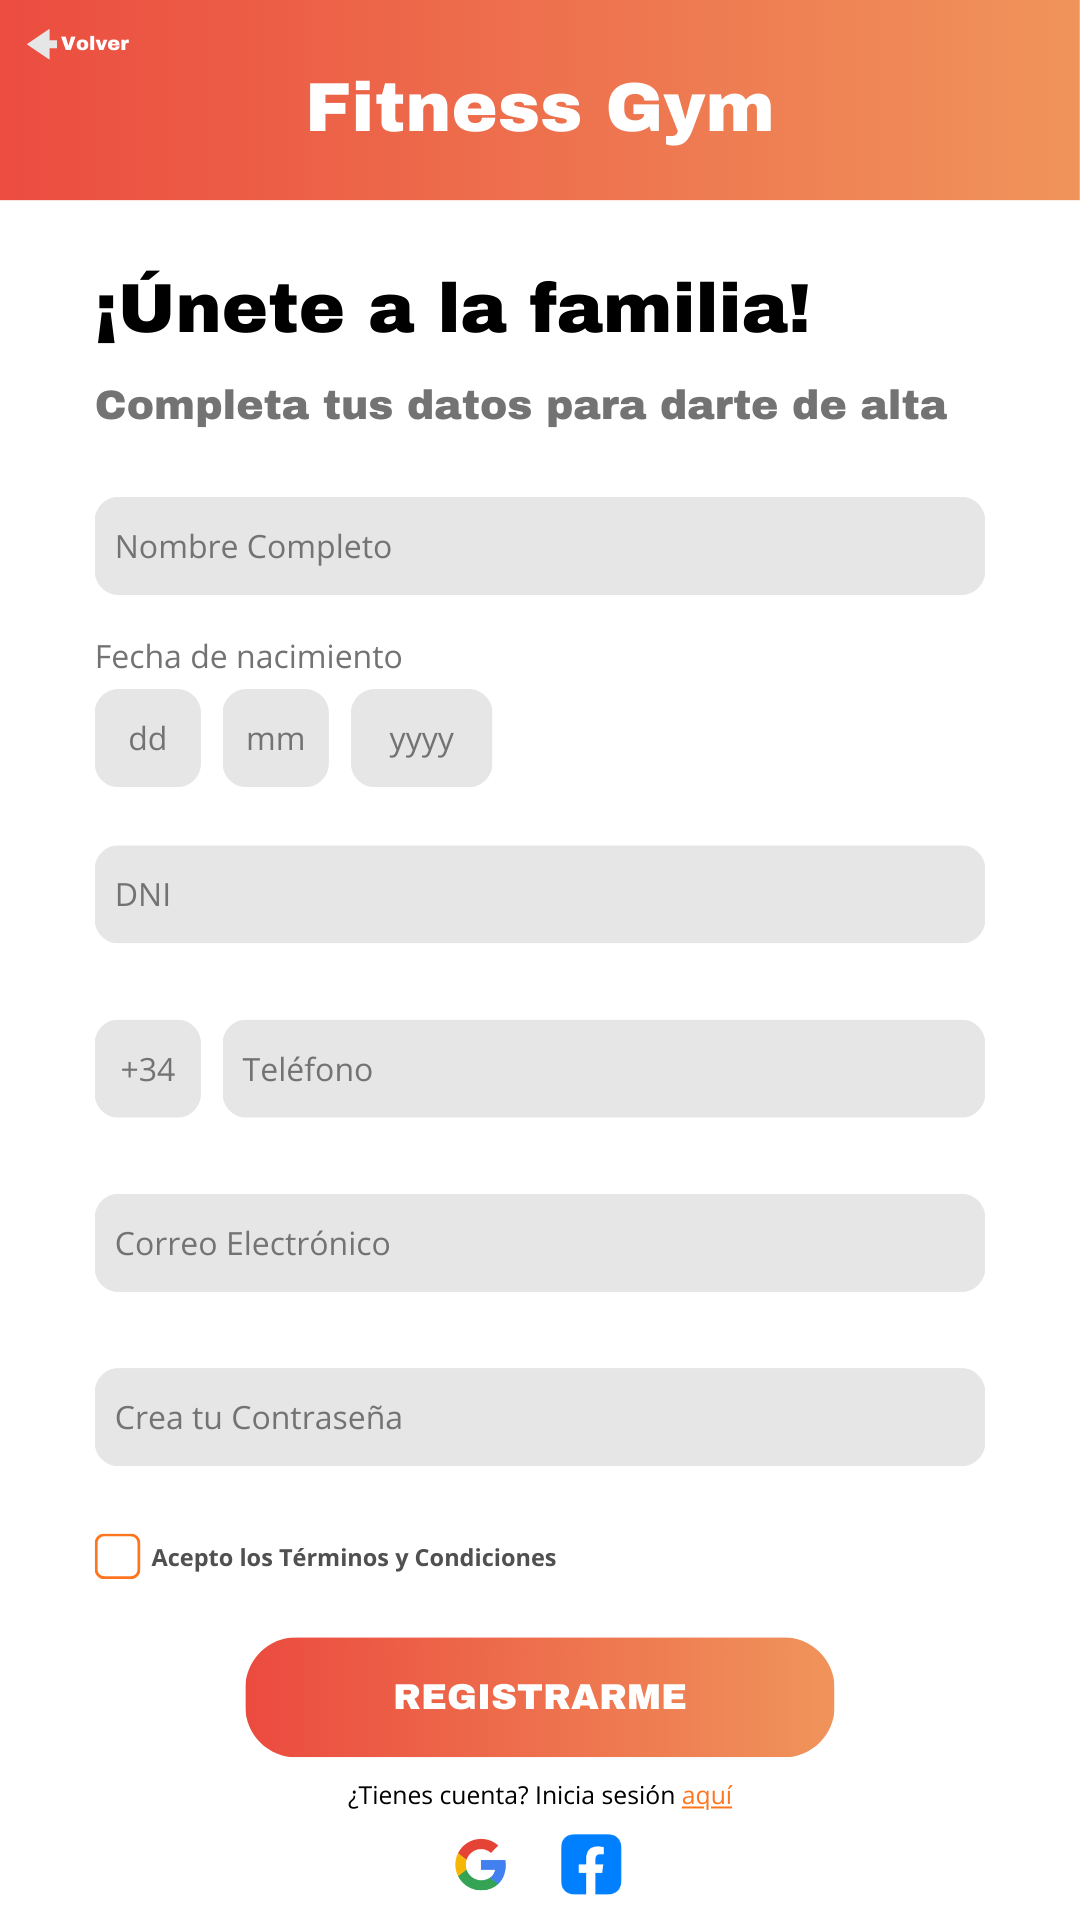 Volver
Fitness Gym
¡Únete a la familia!
Completa tus datos para darte de alta
Nombre Completo
Fecha de nacimiento
dd mm yyyy
DNI
+34 Teléfono
Correo Electrónico
Crea tu Contraseña
Acepto los Términos y Condiciones
REGISTRARME
¿Tienes cuenta? Inicia sesión aquí